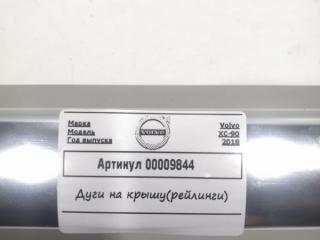 Марка Volvo
Модель XC-90
Год выпуска 2018
VOLVO
Артикул 00009844
Дуги на крышу(рейлинги)